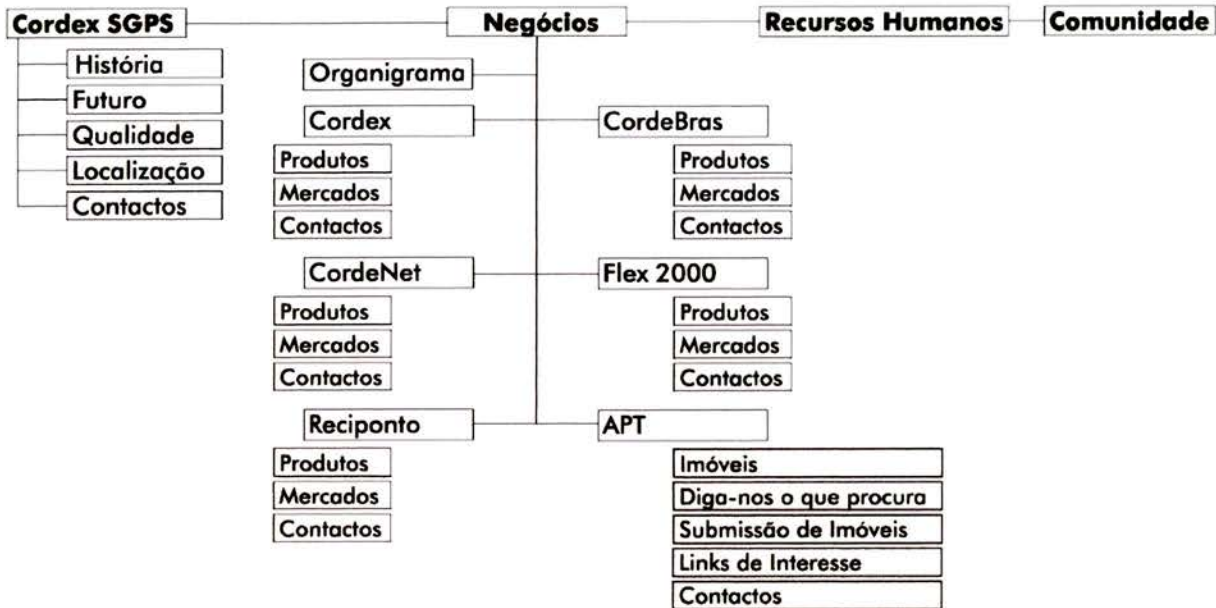 Cordex SGPS
Negócios
Recursos Humanos
Comunidade
História
Futuro
Qualidade
Localização
Contactos
Organigrama
Cordex
Produtos
Mercados
Contactos
CordeBras
Produtos
Mercados
Contactos
CordeNet
Produtos
Mercados
Contactos
Flex 2000
Produtos
Mercados
Contactos
Reciponto
Produtos
Mercados
Contactos
APT
Imóveis
Diga-nos o que procura
Submissão de Imóveis
Links de Interesse
Contactos